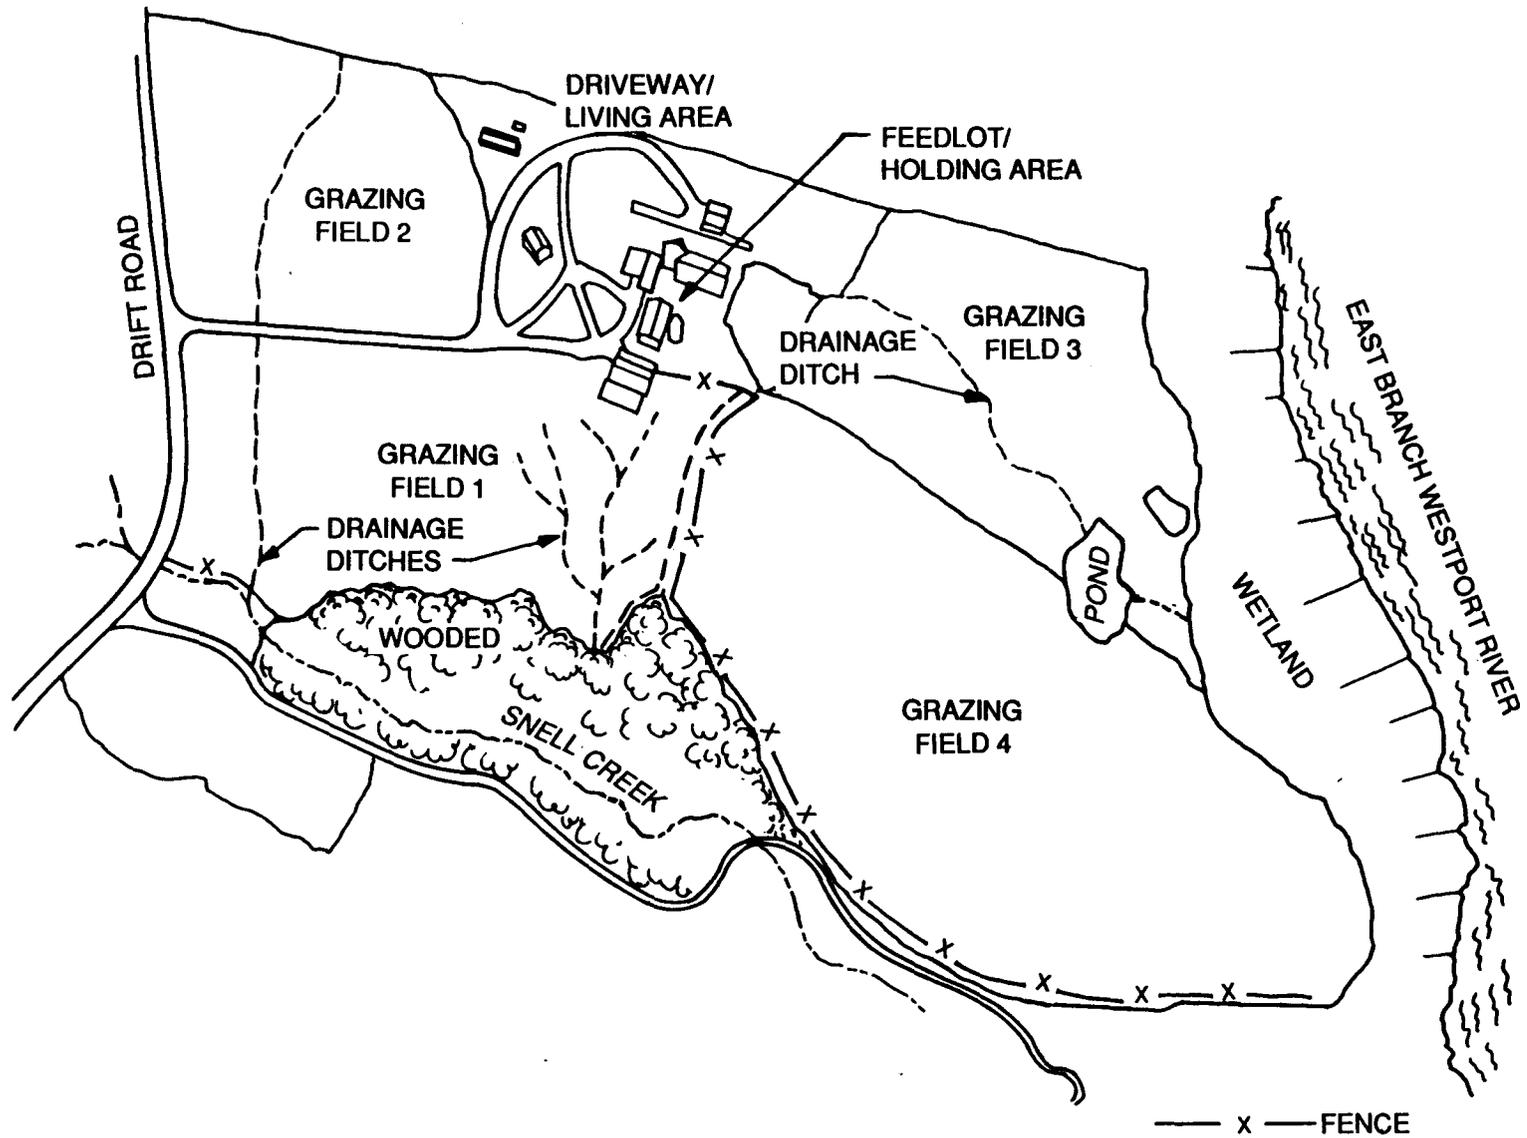 DRIVEWAY/
LIVING AREA
FEEDLOT/
HOLDING AREA
GRAZING
FIELD 2
DRIFT ROAD
GRAZING
FIELD 3
DRAINAGE
DITCH
EAST BRANCH WESTPORT RIVER
GRAZING
FIELD 1
DRAINAGE
DITCHES
POND
WETLAND
WOODED
SNELL CREEK
GRAZING
FIELD 4
X
X
X
X
X
X
X
X
X
X
X
X
X FENCE